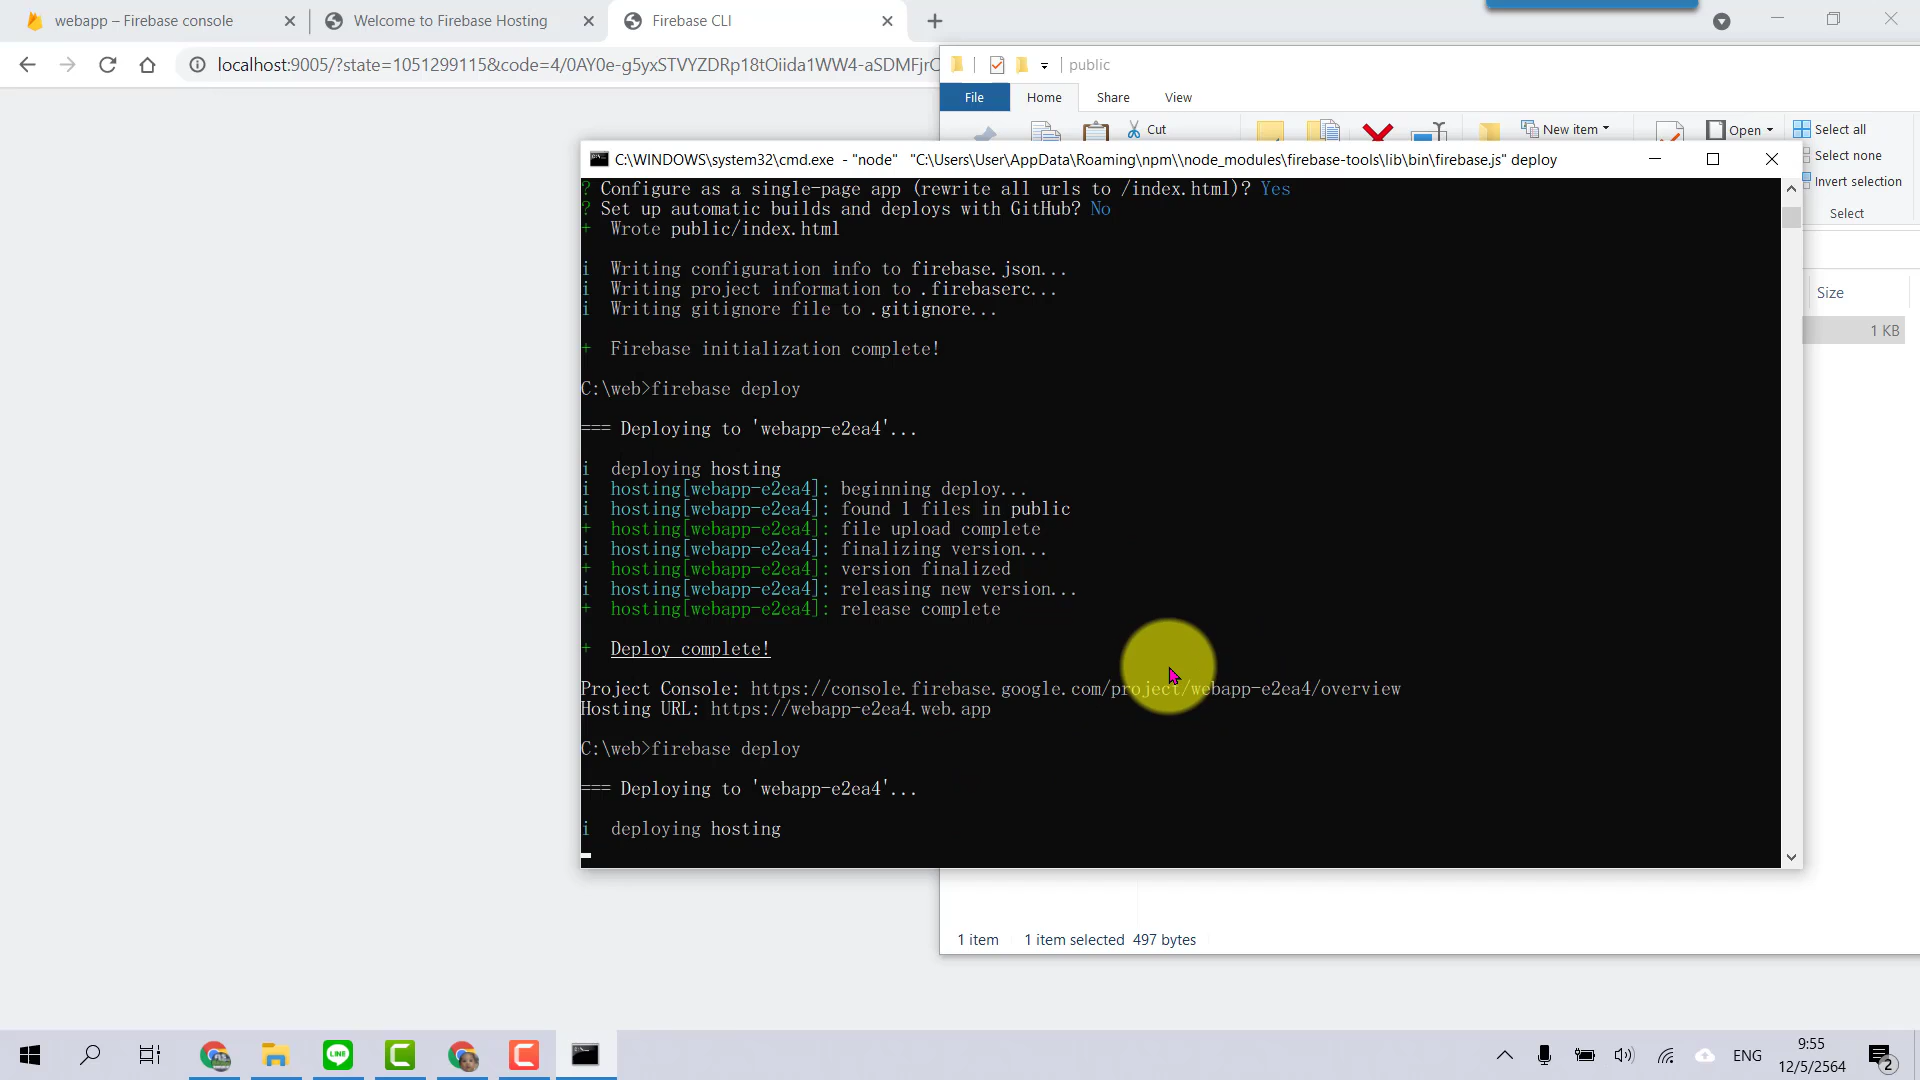 webapp – Firebase console
Welcome to Firebase Hosting
Firebase CLI
localhost:9005/?state=1051299115&code=4/0AY0e-g5yxSTVYZDRp18tOiida1WW4-aSDMFjrC
public
File
Home
Share
View
Cut
New item
Open
Select all
Select none
Invert selection
Select
Size
1 KB
C:\WINDOWS\system32\cmd.exe - "node" "C:\Users\User\AppData\Roaming\npm\\node_modules\firebase-tools\lib\bin\firebase.js" deploy
? Configure as a single-page app (rewrite all urls to /index.html)? Yes
? Set up automatic builds and deploys with GitHub? No
+ Wrote public/index.html
i Writing configuration info to firebase.json...
i Writing project information to .firebaserc...
i Writing gitignore file to .gitignore...
+ Firebase initialization complete!
C:\web>firebase deploy
=== Deploying to 'webapp-e2ea4'...
i deploying hosting
i hosting[webapp-e2ea4]: beginning deploy...
i hosting[webapp-e2ea4]: found 1 files in public
+ hosting[webapp-e2ea4]: file upload complete
i hosting[webapp-e2ea4]: finalizing version...
+ hosting[webapp-e2ea4]: version finalized
i hosting[webapp-e2ea4]: releasing new version...
+ hosting[webapp-e2ea4]: release complete
+ Deploy complete!
Project Console: https://console.firebase.google.com/project/webapp-e2ea4/overview
Hosting URL: https://webapp-e2ea4.web.app
C:\web>firebase deploy
=== Deploying to 'webapp-e2ea4'...
i deploying hosting
1 item
1 item selected 497 bytes
LINE
ENG
9:55
12/5/2564
2